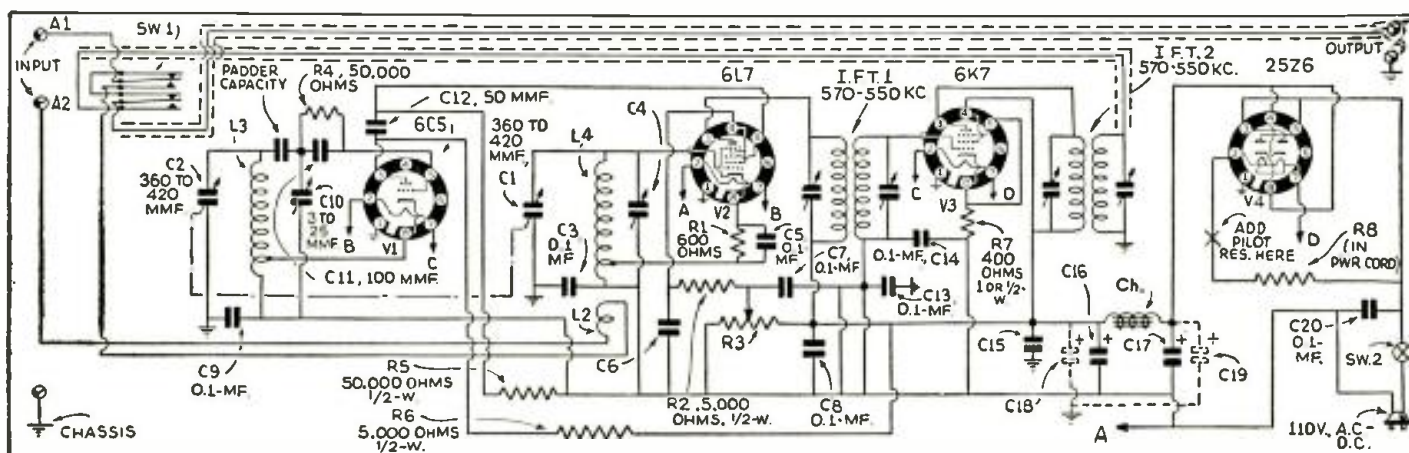 A1
SW 1)
INPUT
A2
PADDER
CAPACITY
R4, 50,000
OHMS
L3
C2
360 TO
420
MMF.
C10
3 TO
25
MMF.
6C5,
B
V1
C
C11, 100 MMF.
C12, 50 MMF.
360 TO
420
MMF,
C1
L4
C4
C3
0.1
MF.
L2
C9
0.1-MF.
R5
50,000 OHMS
1/2-W.
R6
5,000 OHMS
1/2-W.
CHASSIS
6L7
A
V2
B
R1
600
OHMS
C5
0.1
MF.
C6
R2, 5,000
OHMS, 1/2-W.
R3
C7,
0.1-MF.
C8
0.1-MF.
I.F.T.1
570-550 KC
6K7
C
V3
D
0.1-MF, C14
C13
0.1-MF.
R7
400
OHMS
1 OR 1/2-
W.
I.F.T.2
570-550 KC.
OUTPUT
25Z6
V4
D
ADD
PILOT
RES. HERE
R8
(IN
PWR CORD)
Ch.
C15
C16
C17
C18
C19
C20
0.1-
MF.
SW.2
A
110V., A.C-
D.C.